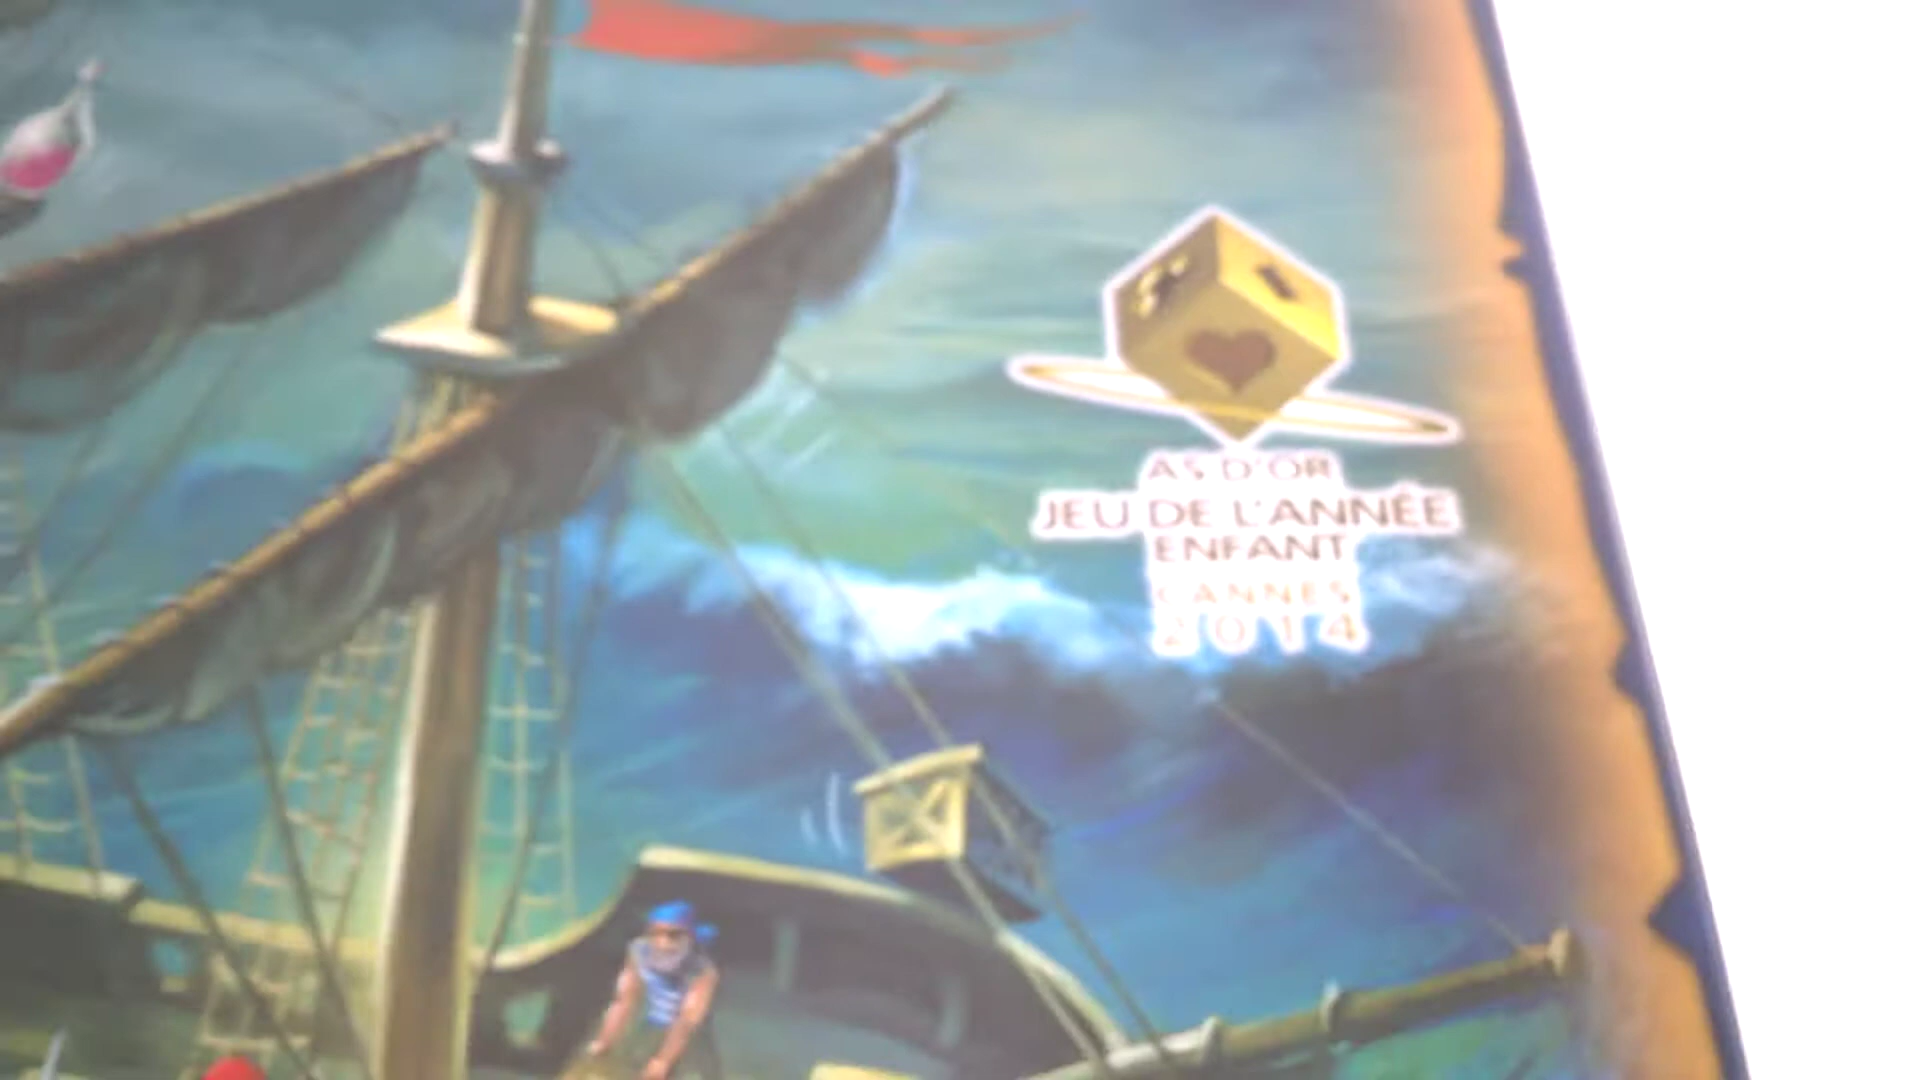 AS D'OR
JEU DE L'ANNÉE
ENFANT
CANNES
2014